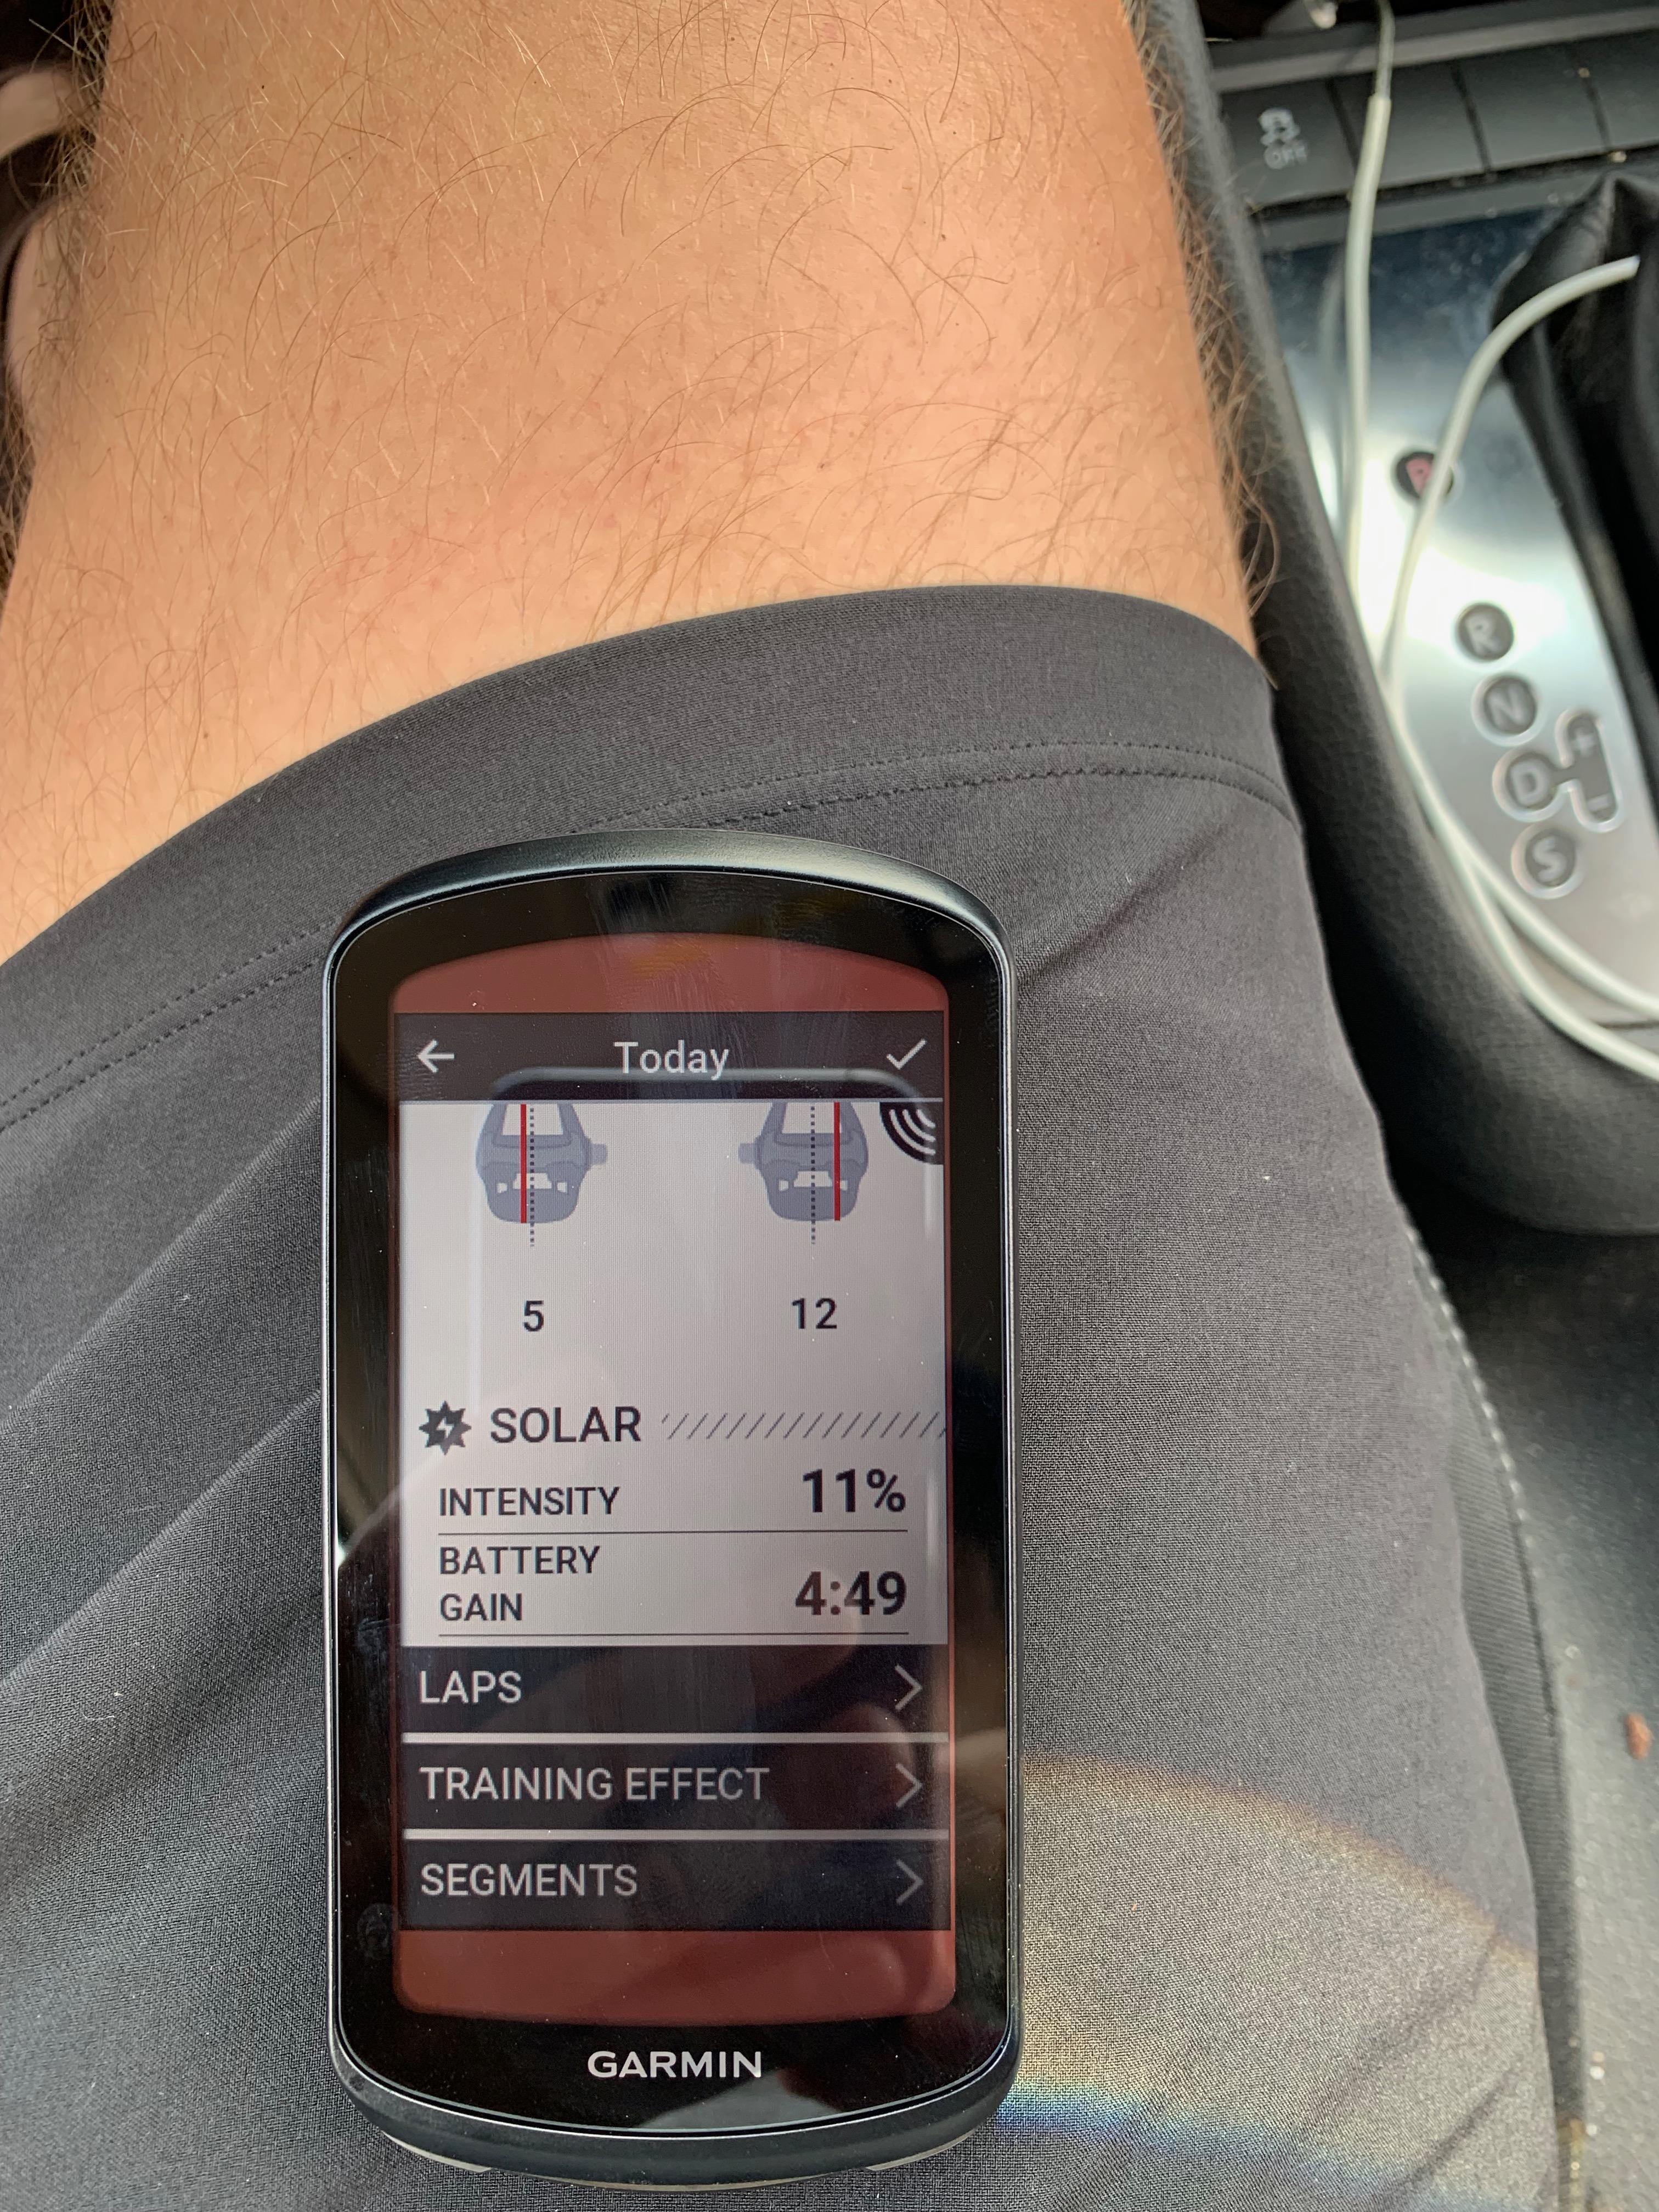 OFF
P
R
N
D
+
-
S
Today
5 12
SOLAR
INTENSITY 11%
BATTERY
GAIN 4:49
LAPS
TRAINING EFFECT
SEGMENTS
GARMIN